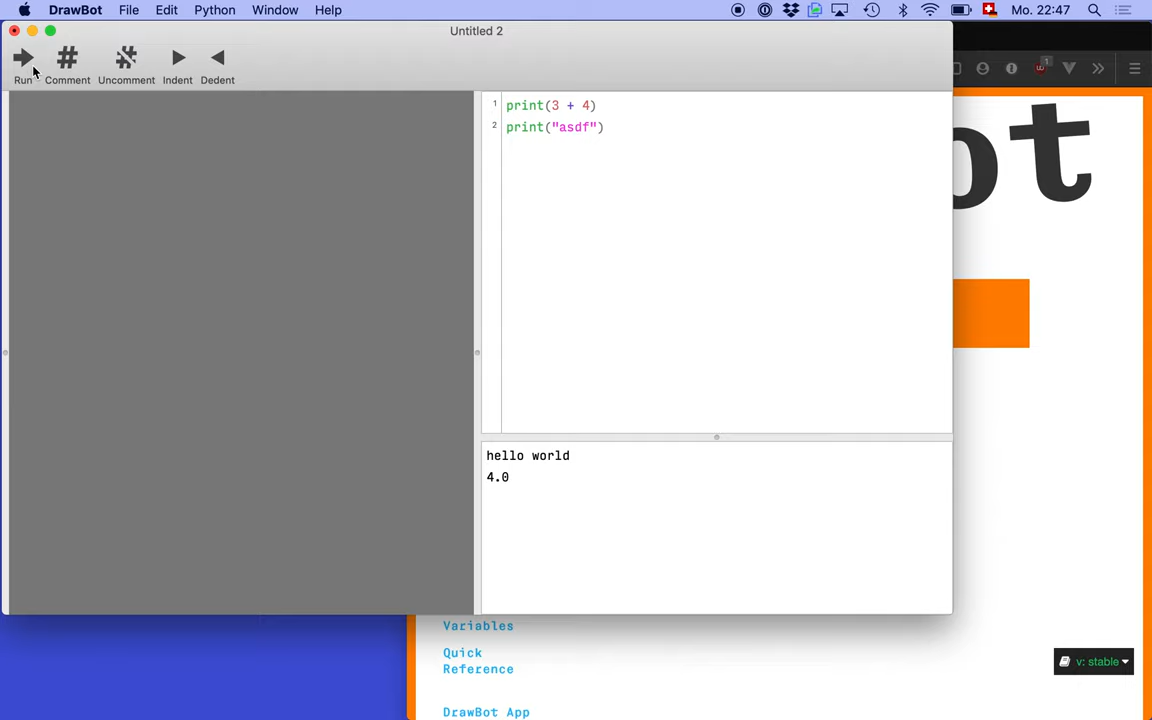 DrawBot File Edit Python Window Help Mo. 22:47
Untitled 2
Run Comment Uncomment Indent Dedent
1 print(3 + 4)
2 print("asdf")
hello world
4.0
ot
1
Variables
Quick
Reference
DrawBot App
v: stable